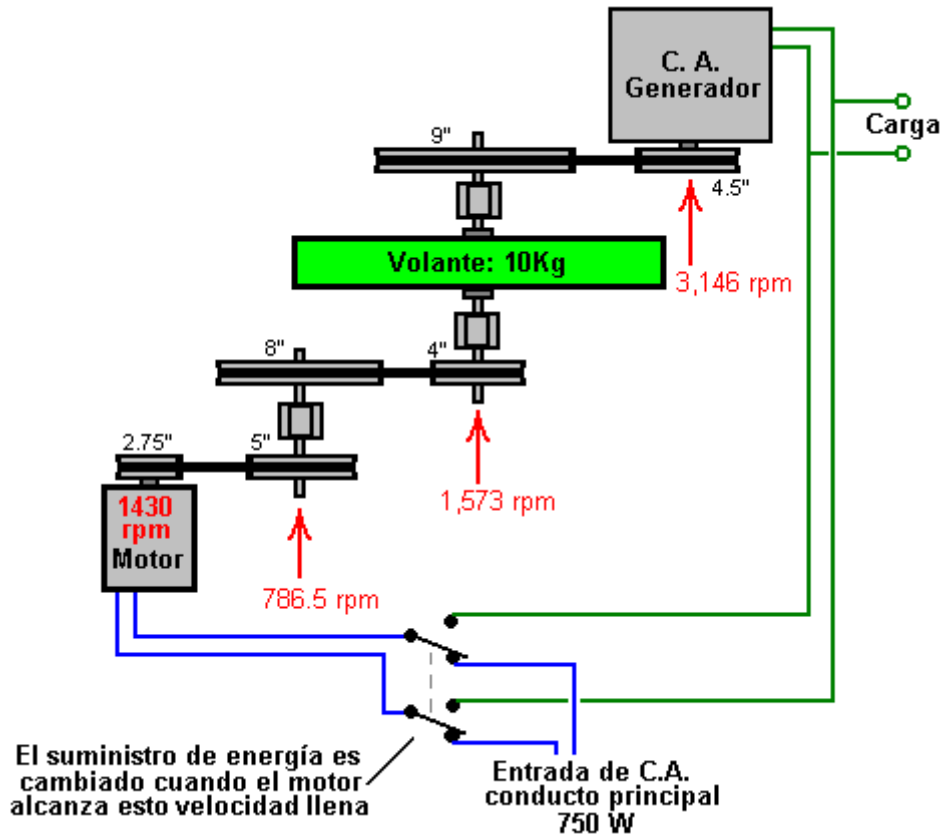 C. A.
Generador
Carga
9"
4.5"
Volante: 10Kg
3,146 rpm
8"
4"
2.75"
5"
1,573 rpm
1430
rpm
Motor
786.5 rpm
El suministro de energía es
cambiado cuando el motor
alcanza esto velocidad llena
Entrada de C.A.
conducto principal
750 W